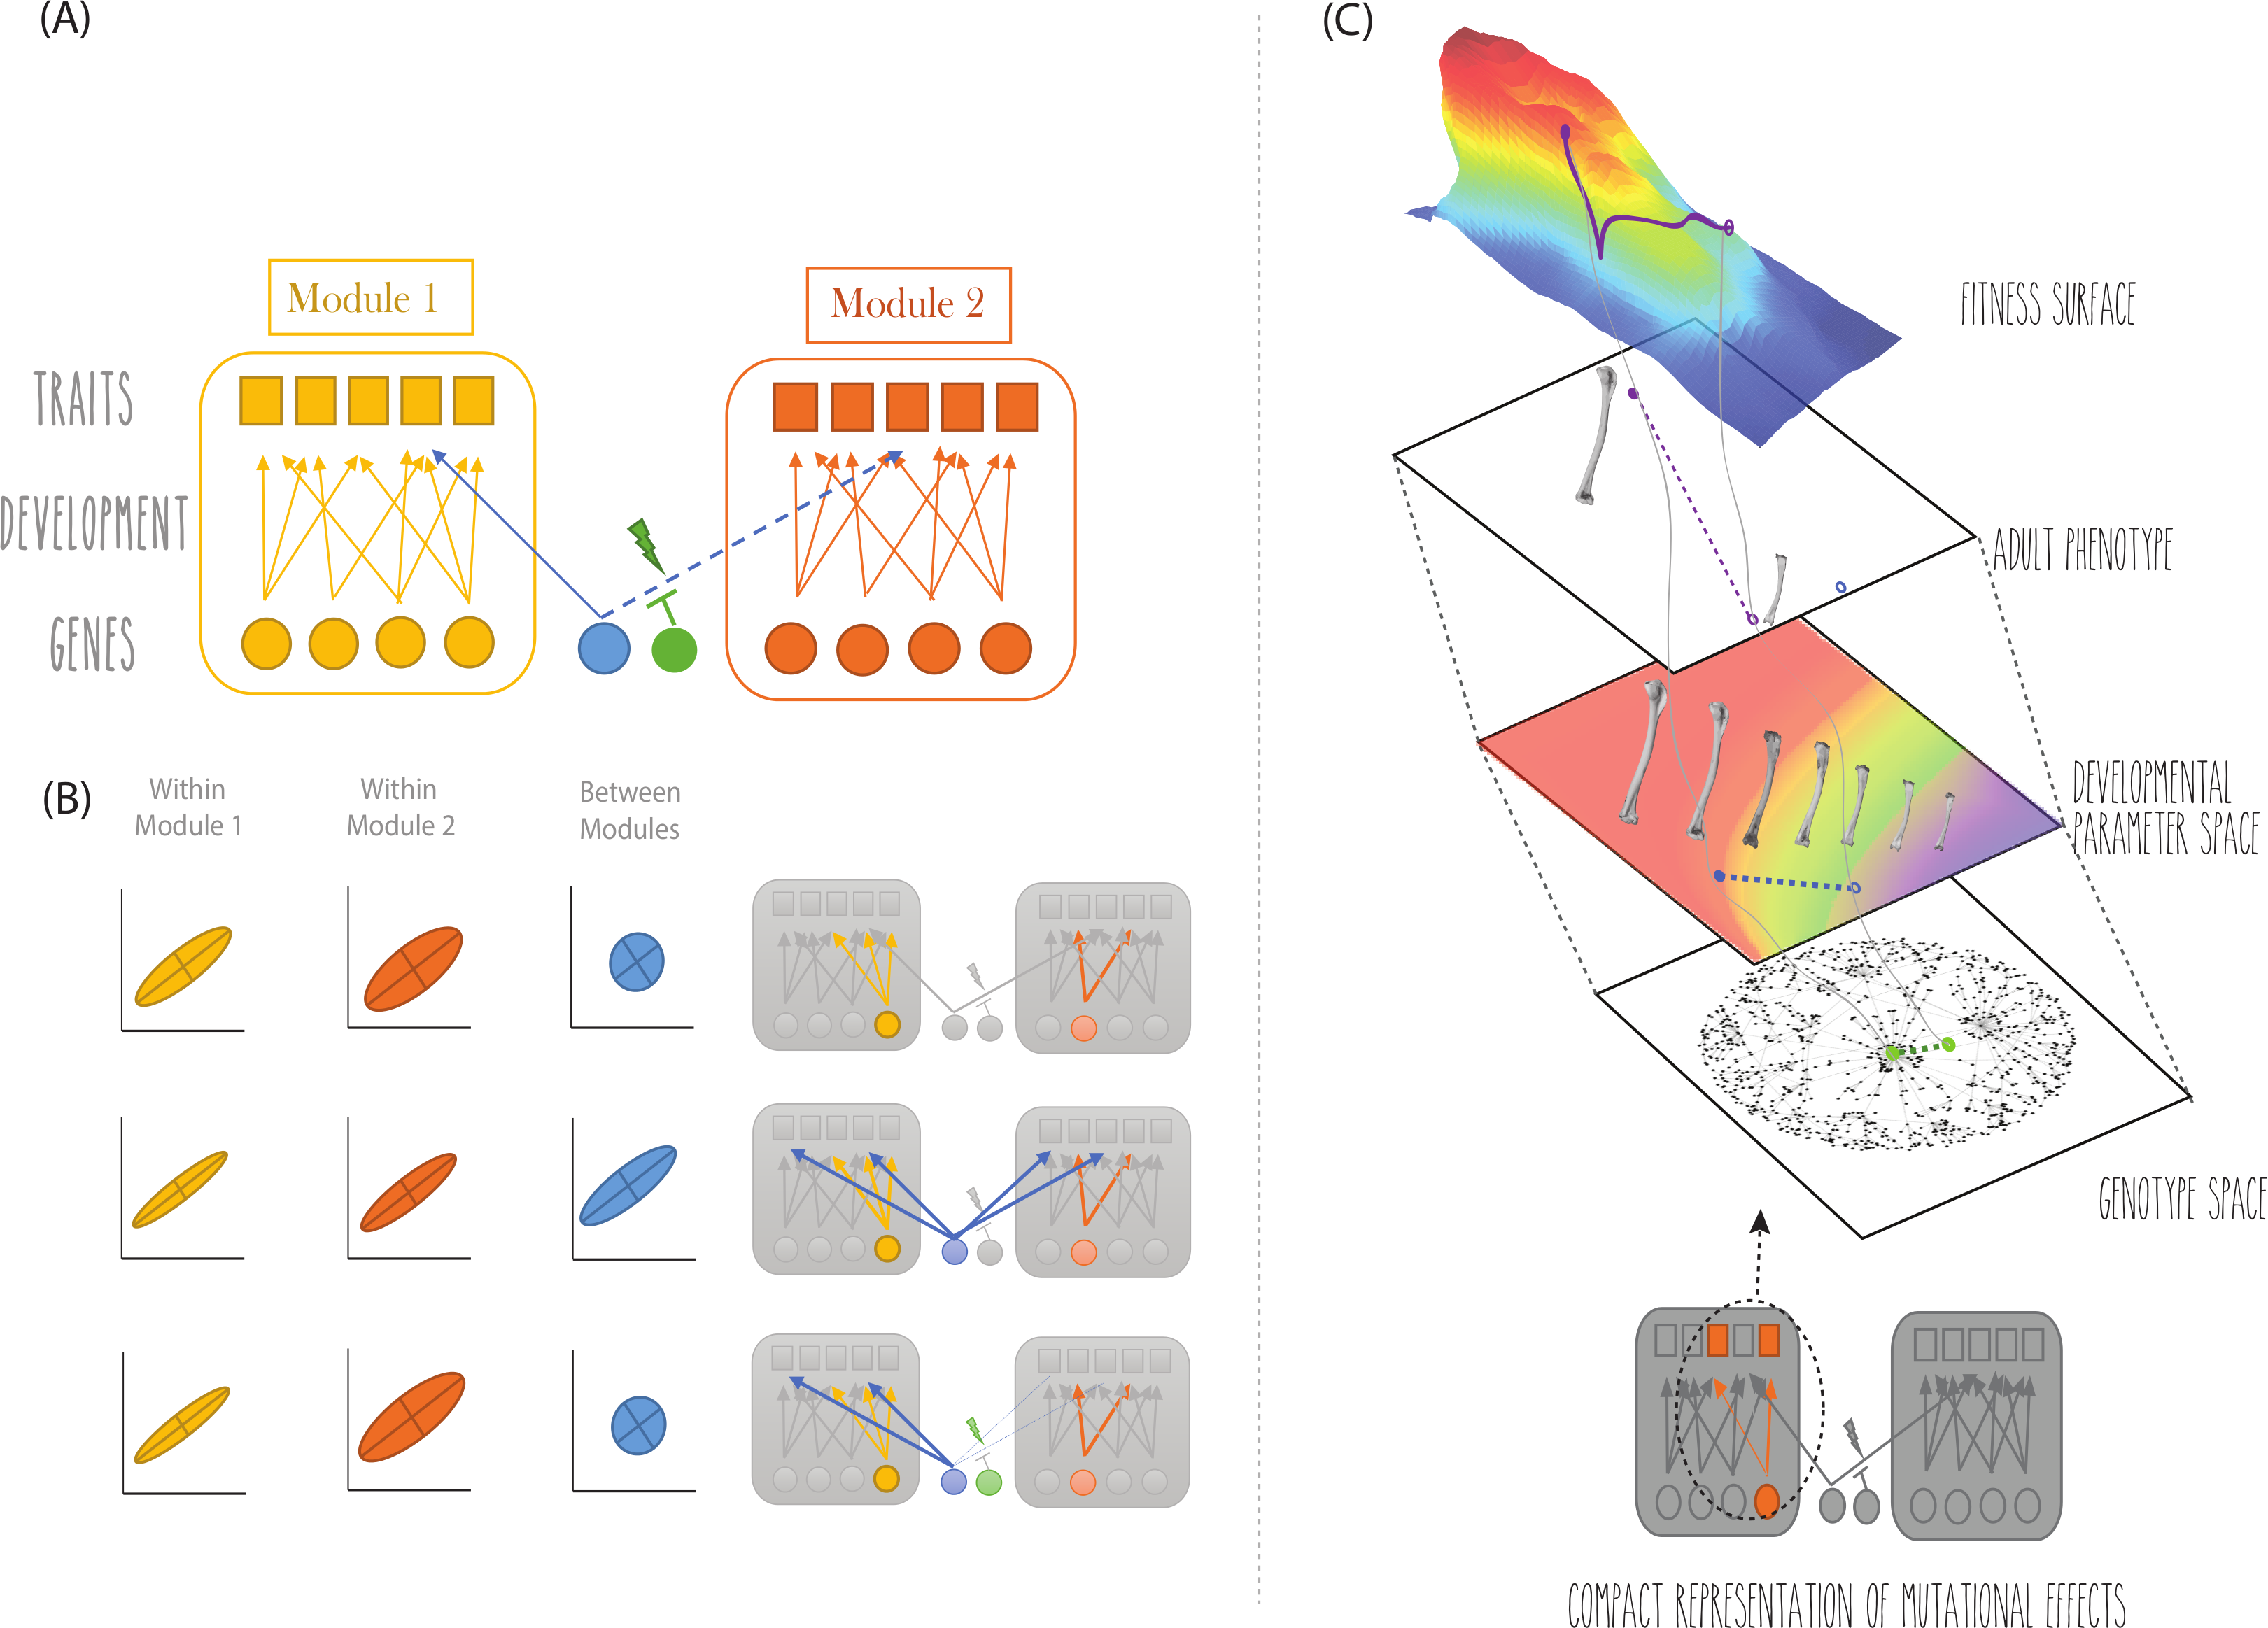 (A)
Module 1
Module 2
TRAITS
DEVELOPMENT
GENES
(B)
Within
Module 1
Within
Module 2
Between
Modules
(C)
FITNESS SURFACE
ADULT PHENOTYPE
DEVELOPMENTAL
PARAMETER SPACE
GENOTYPE SPACE
COMPACT REPRESENTATION OF MUTATIONAL EFFECTS